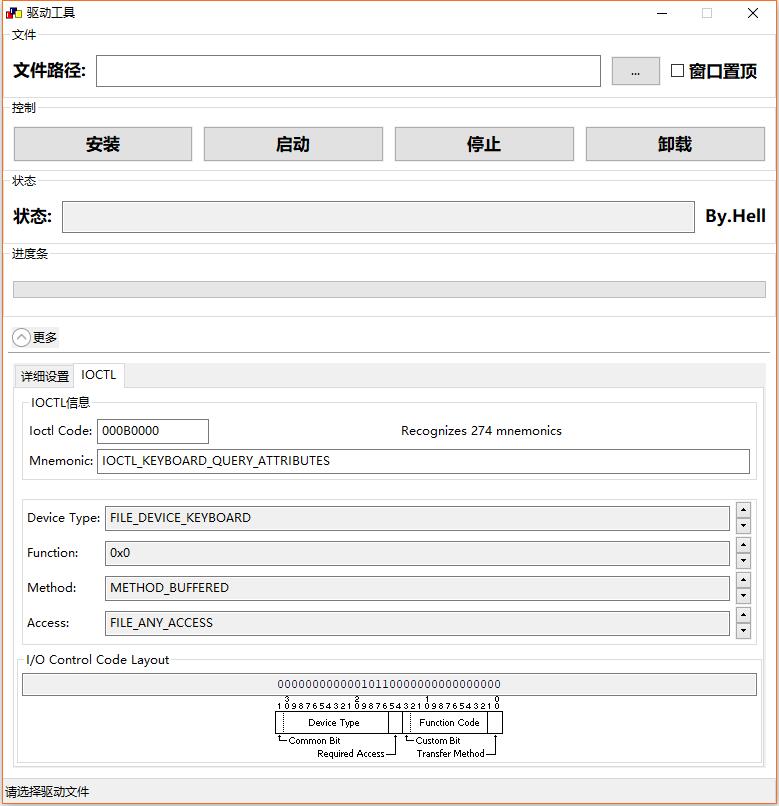 驱动工具
文件
文件路径: ... 窗口置顶
控制
安装 启动 停止 卸载
状态
状态: By.Hell
进度条
更多
详细设置 IOCTL
IOCTL信息
Ioctl Code: 000B0000 Recognizes 274 mnemonics
Mnemonic: IOCTL_KEYBOARD_QUERY_ATTRIBUTES
Device Type: FILE_DEVICE_KEYBOARD
Function: 0x0
Method: METHOD_BUFFERED
Access: FILE_ANY_ACCESS
I/O Control Code Layout
00000000000010110000000000000000
3 2 1 0
10987654321098765432109876543210
Device Type Function Code
Common Bit Custom Bit
Required Access Transfer Method
请选择驱动文件